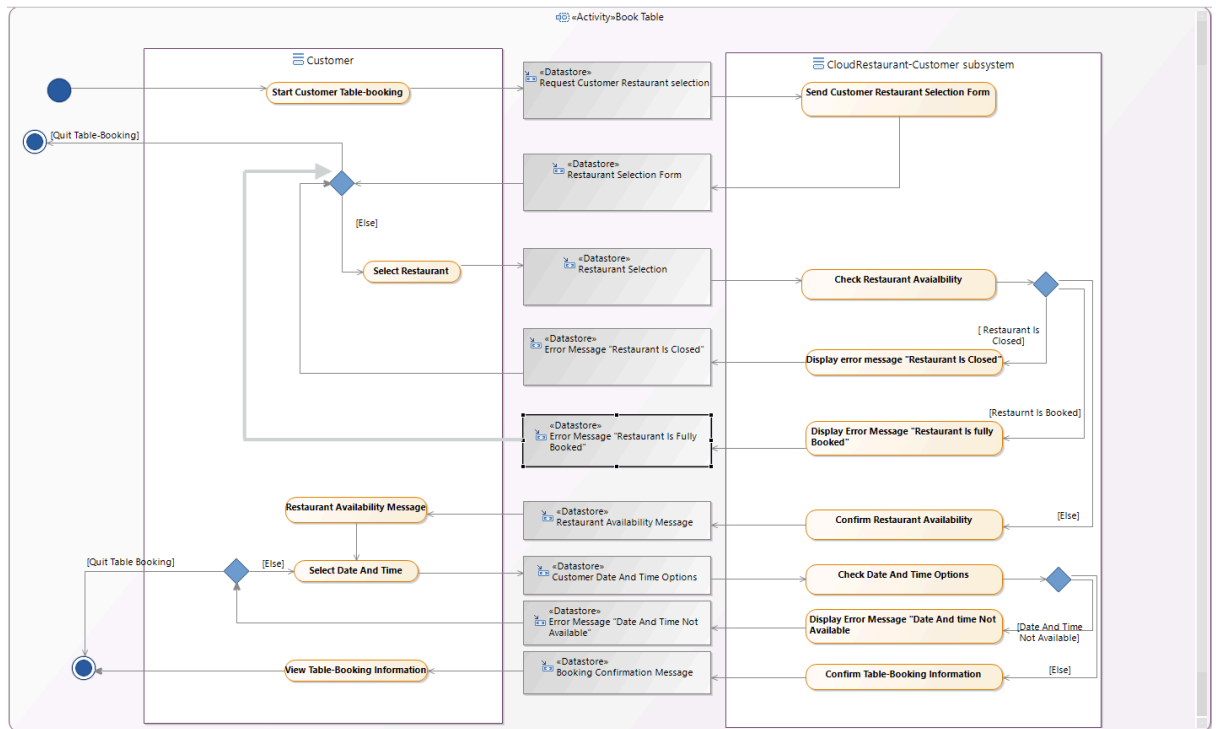 «Activity»Book Table
Customer
CloudRestaurant-Customer subsystem
Start Customer Table-booking
«Datastore»
Request Customer Restaurant selection
Send Customer Restaurant Selection Form
[Quit Table-Booking]
«Datastore»
Restaurant Selection Form
[Else]
Select Restaurant
«Datastore»
Restaurant Selection
Check Restaurant Avaialbility
[ Restaurant Is
Closed]
«Datastore»
Error Message "Restaurant Is Closed"
Display error message "Restaurant Is Closed"
[Restaurnt Is Booked]
«Datastore»
Error Message "Restaurant Is Fully
Booked"
Display Error Message "Restaurant Is fully
Booked"
Restaurant Availability Message
«Datastore»
Restaurant Availability Message
Confirm Restaurant Availability
[Else]
[Quit Table Booking]
[Else]
Select Date And Time
«Datastore»
Customer Date And Time Options
Check Date And Time Options
«Datastore»
Error Message "Date And Time Not
Available"
Display Error Message "Date And time Not
Available
[Date And Time
Not Available]
View Table-Booking Information
«Datastore»
Booking Confirmation Message
Confirm Table-Booking Information
[Else]